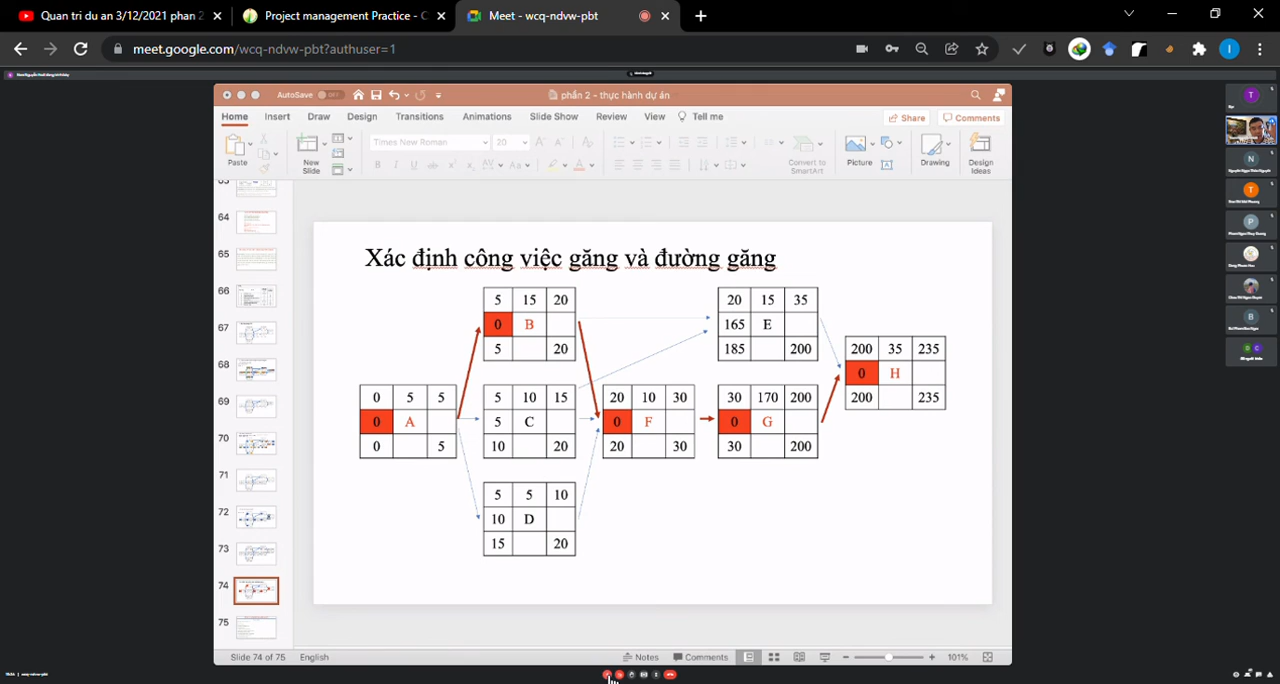 Quan tri du an 3/12/2021 phan 2
Project management Practice - C
Meet - wcq-ndvw-pbt
meet.google.com/wcq-ndvw-pbt?authuser=1
AutoSave OFF
phần 2 - thực hành dự án
Home Insert Draw Design Transitions Animations Slide Show Review View Tell me
Share Comments
Paste
New Slide
Times New Roman 20
Convert to SmartArt
Picture
Drawing
Design Ideas
64
65
66
67
68
69
70
71
72
73
74
75
Xác định công việc găng và đường găng
5 15 20
0 B
5 20
20 15 35
165 E
185 200
200 35 235
0 H
200 235
0 5 5
0 A
0 5
5 10 15
5 C
10 20
20 10 30
0 F
20 30
30 170 200
0 G
30 200
5 5 10
10 D
15 20
Slide 74 of 75 English
Notes Comments 101%
T
N
T
P
B
D C
I